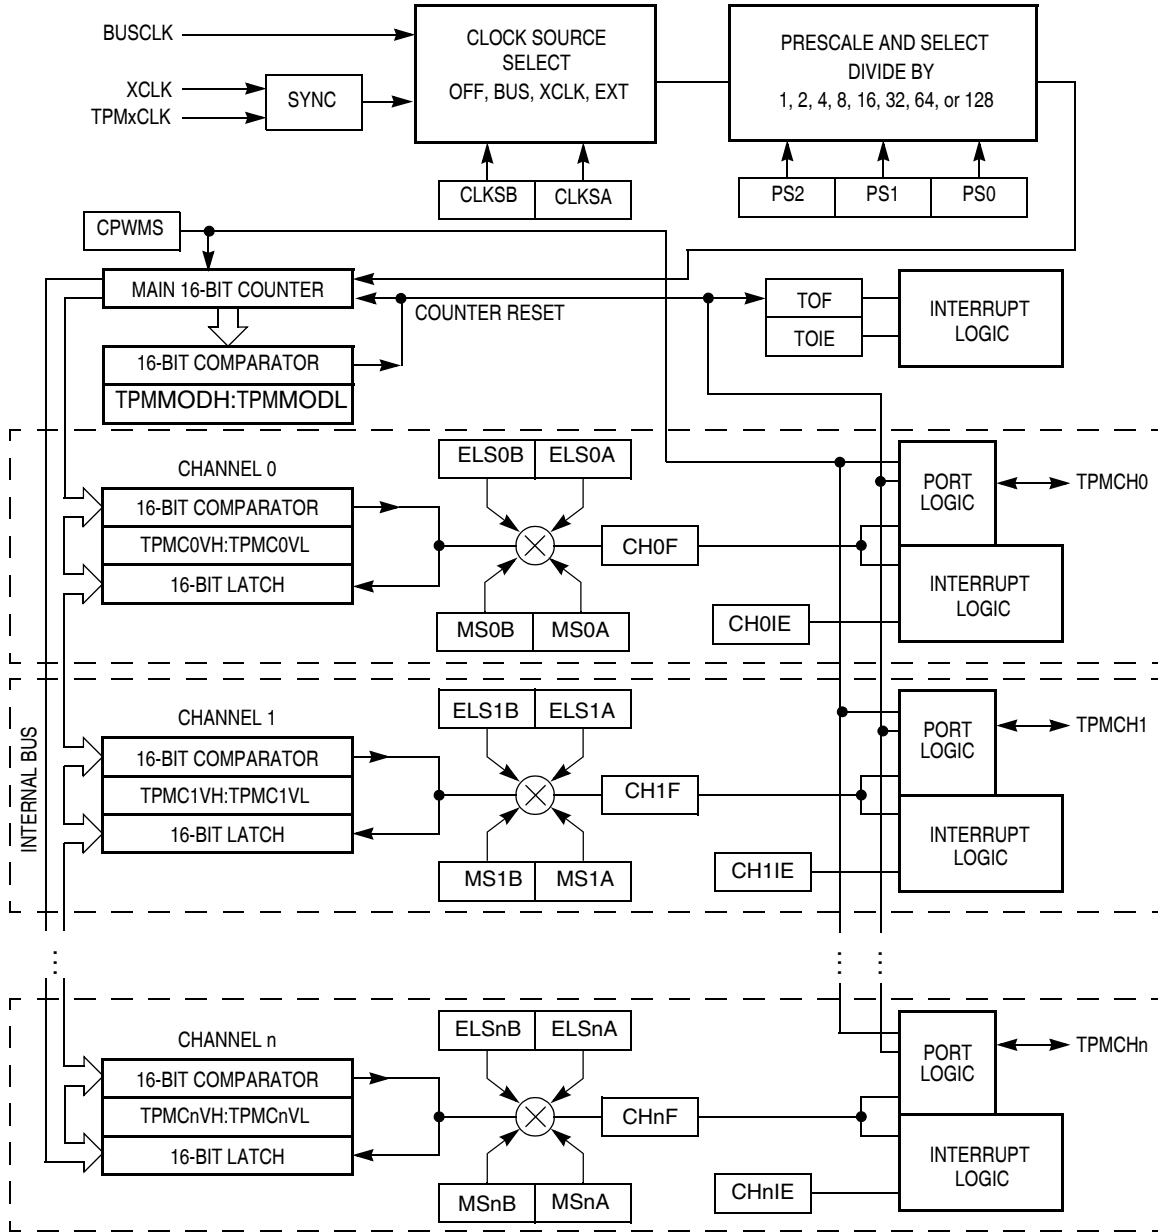 BUSCLK
XCLK
TPMxCLK
SYNC
CLOCK SOURCE
SELECT
OFF, BUS, XCLK, EXT
PRESCALE AND SELECT
DIVIDE BY
1, 2, 4, 8, 16, 32, 64, or 128
CLKSB
CLKSA
PS2
PS1
PS0
CPWMS
MAIN 16-BIT COUNTER
COUNTER RESET
TOF
TOIE
INTERRUPT
LOGIC
16-BIT COMPARATOR
TPMMODH:TPMMODL
INTERNAL BUS
CHANNEL 0
16-BIT COMPARATOR
TPMC0VH:TPMC0VL
16-BIT LATCH
ELS0B
ELS0A
MS0B
MS0A
CH0F
CH0IE
PORT
LOGIC
TPMCH0
INTERRUPT
LOGIC
CHANNEL 1
16-BIT COMPARATOR
TPMC1VH:TPMC1VL
16-BIT LATCH
ELS1B
ELS1A
MS1B
MS1A
CH1F
CH1IE
PORT
LOGIC
TPMCH1
INTERRUPT
LOGIC
...
... ...
CHANNEL n
16-BIT COMPARATOR
TPMCnVH:TPMCnVL
16-BIT LATCH
ELSnB
ELSnA
MSnB
MSnA
CHnF
CHnIE
PORT
LOGIC
TPMCHn
INTERRUPT
LOGIC